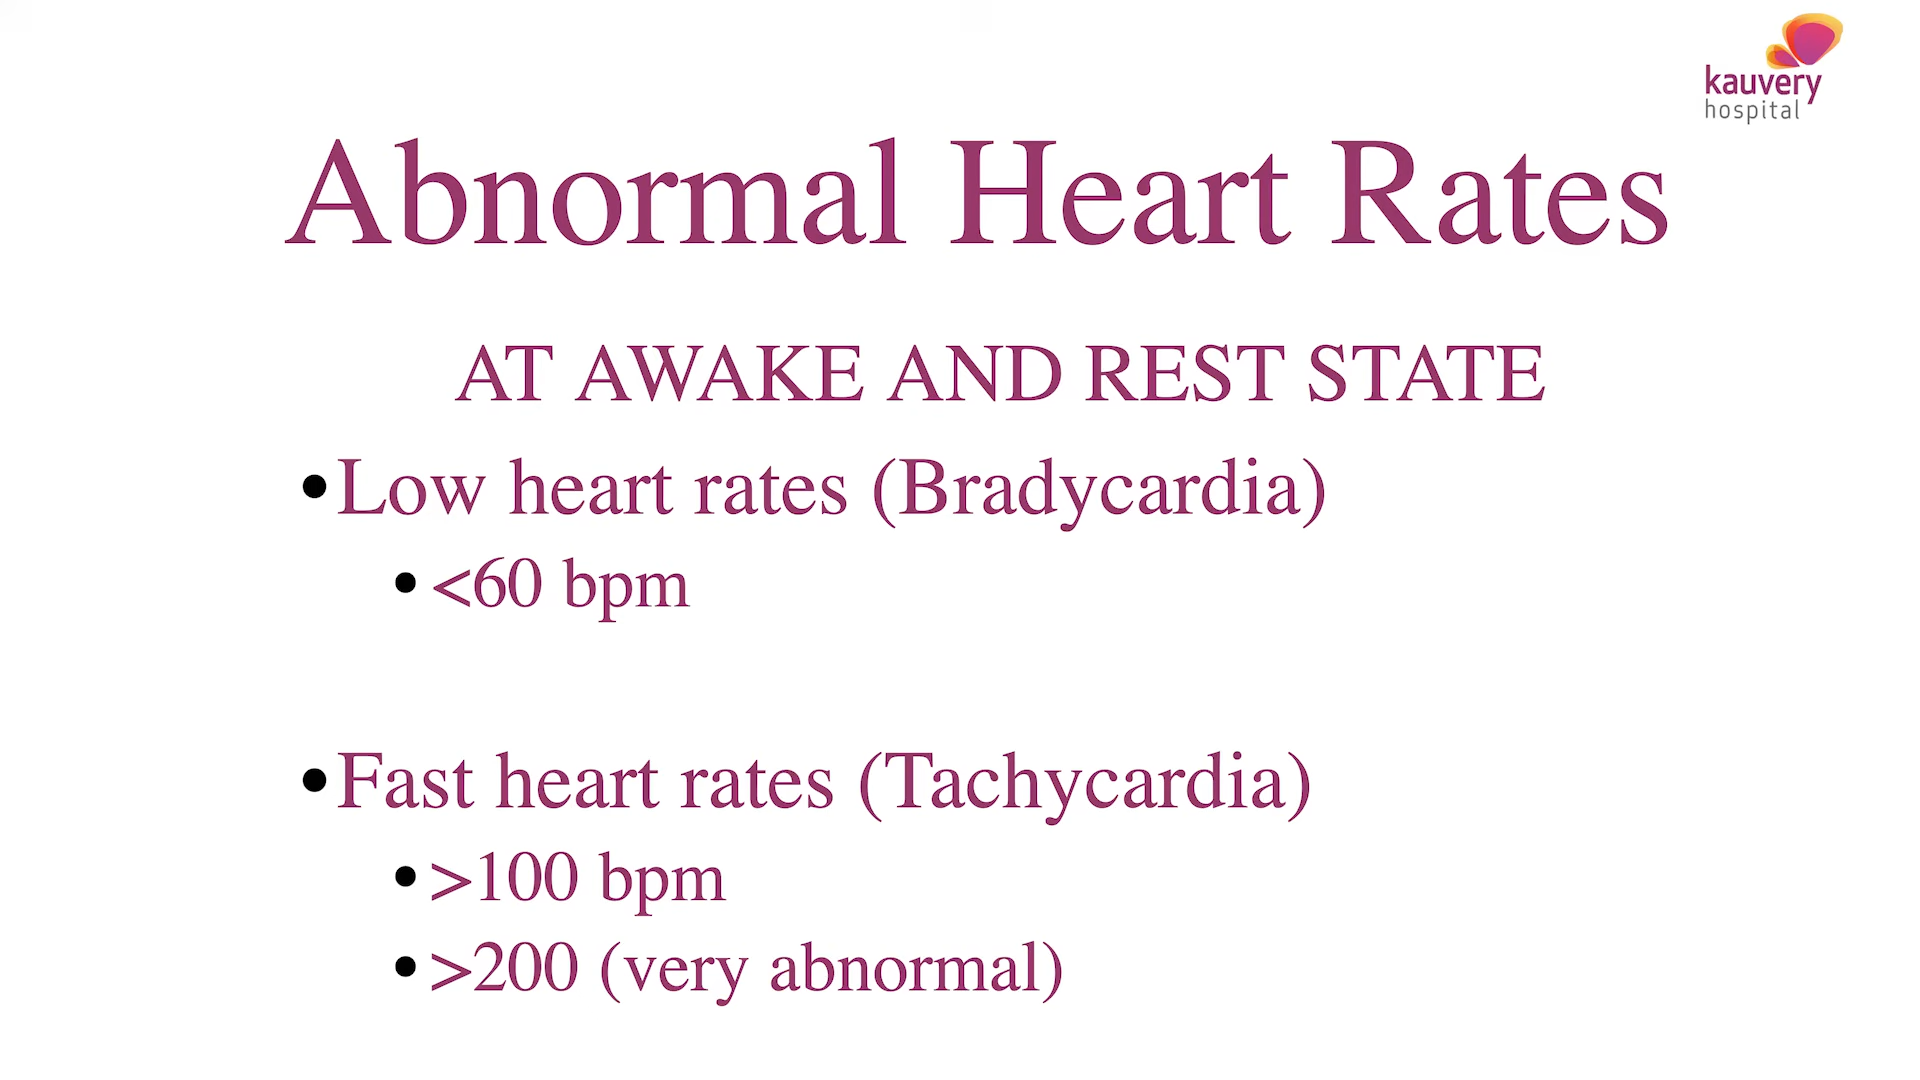 kauvery
hospital
Abnormal Heart Rates
AT AWAKE AND REST STATE
•Low heart rates (Bradycardia)
•<60 bpm
•Fast heart rates (Tachycardia)
•>100 bpm
•>200 (very abnormal)